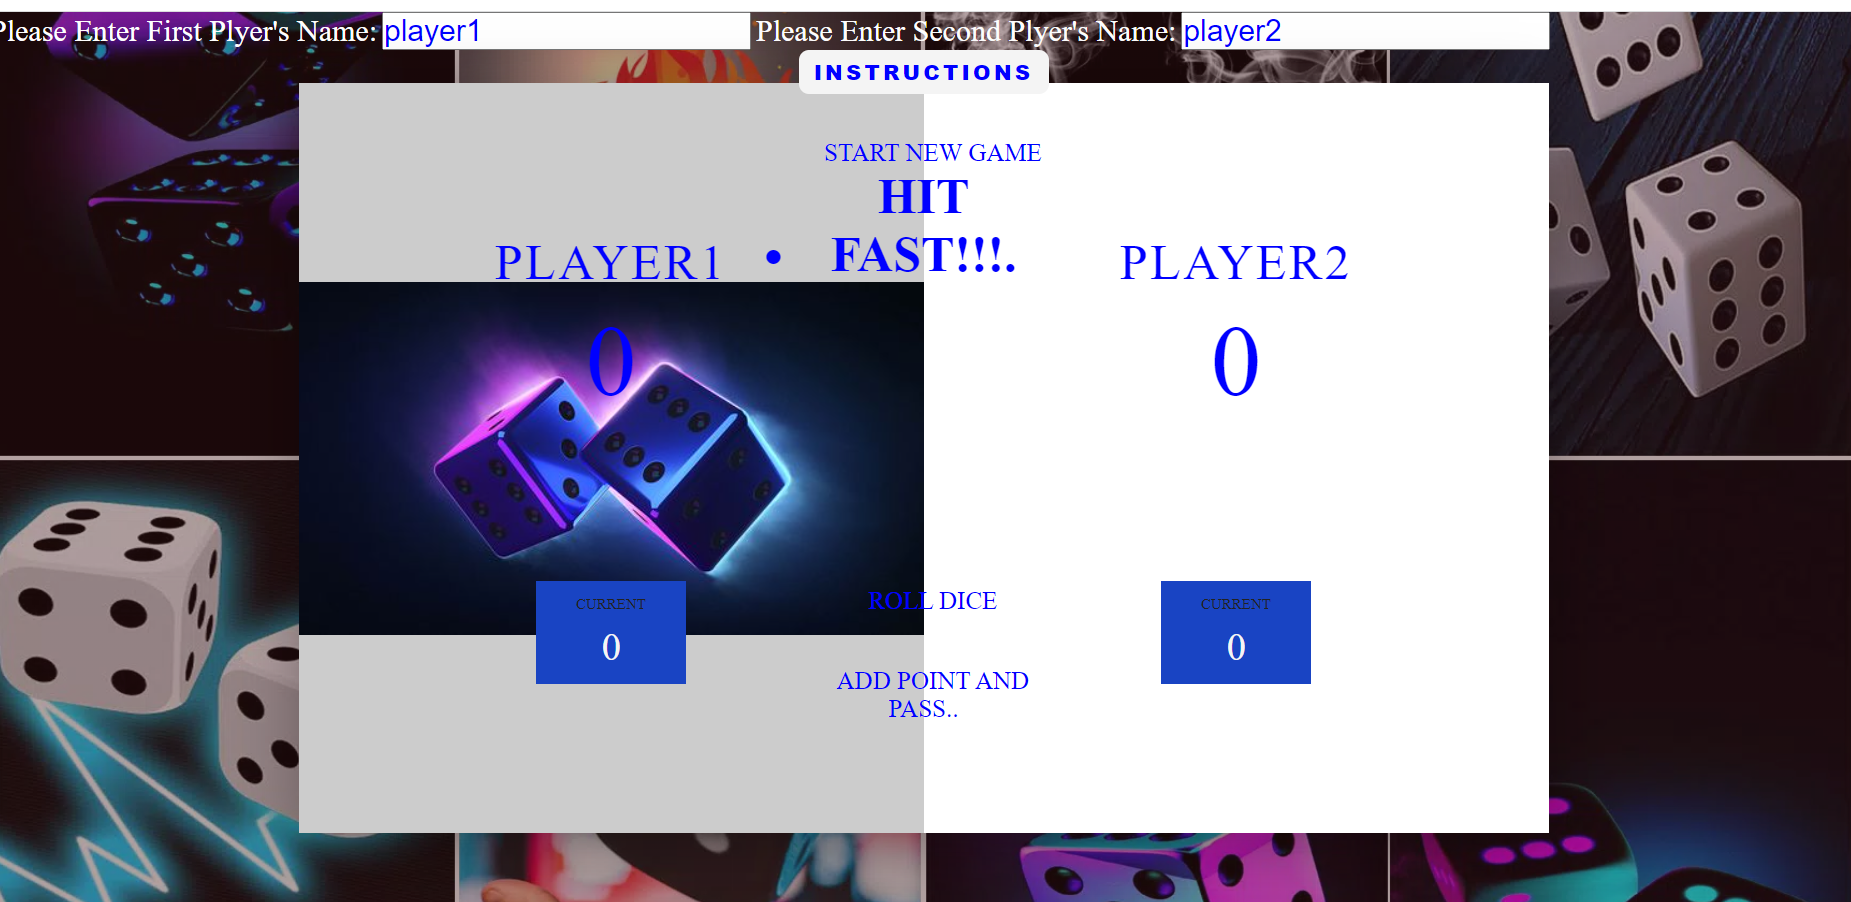 Please Enter First Plyer's Name: player1 Please Enter Second Plyer's Name: player2
INSTRUCTIONS
START NEW GAME
HIT
FAST!!!.
PLAYER1 •
PLAYER2
0
0
CURRENT
0
ROLL DICE
CURRENT
0
ADD POINT AND
PASS..